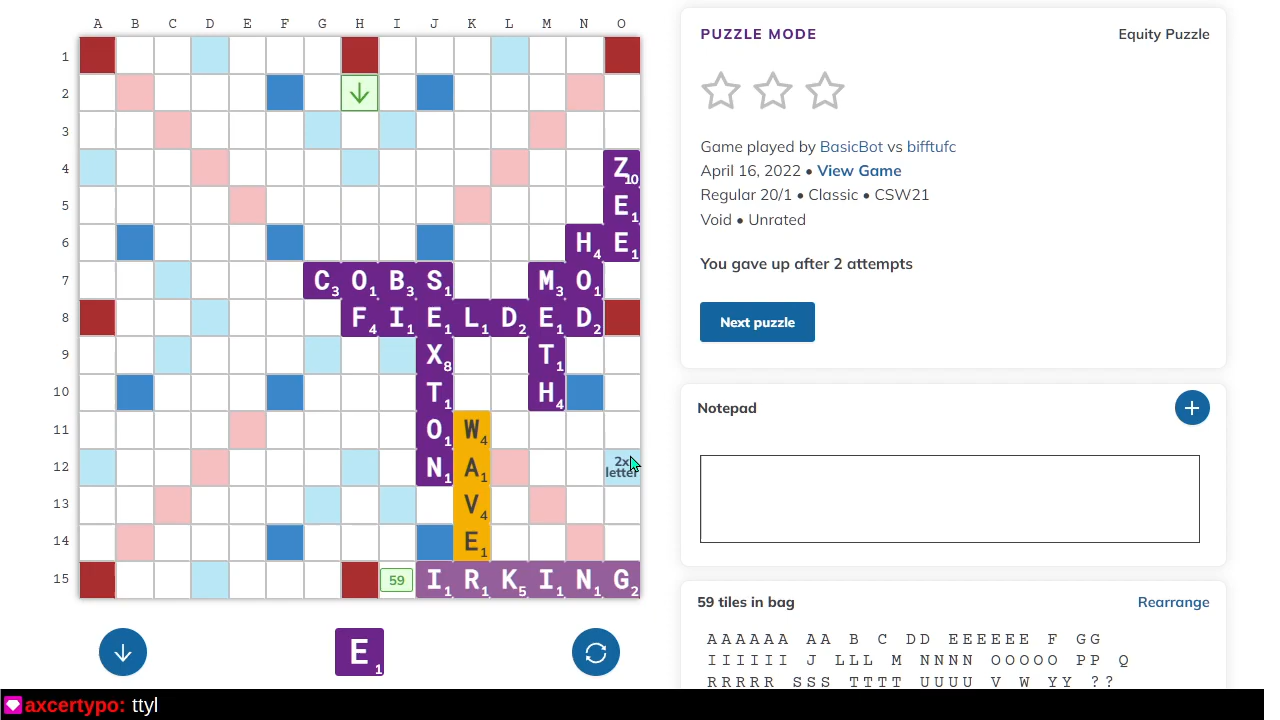 A B C D E F G H I J K L M N O
1
2
3
4 Z10
5 E1
6 H4 E1
7 C3 O1 B3 S1 M3 O1
8 F4 I1 E1 L1 D2 E1 D2
9 X8 T1
10 T1 H4
11 O1 W4
12 N1 A1 2x letter
13 V4
14 E1
15 59 I1 R1 K5 I1 N1 G2
E1
PUZZLE MODE Equity Puzzle
Game played by BasicBot vs bifftufc
April 16, 2022 • View Game
Regular 20/1 • Classic • CSW21
Void • Unrated
You gave up after 2 attempts
Next puzzle
Notepad
59 tiles in bag Rearrange
AAAAAA AA B C DD EEEEEE F GG
IIIIII J LLL M NNNN OOOOO PP Q
RRRRR SSS TTTT UUUU V W YY ??
axcertypo: ttyl